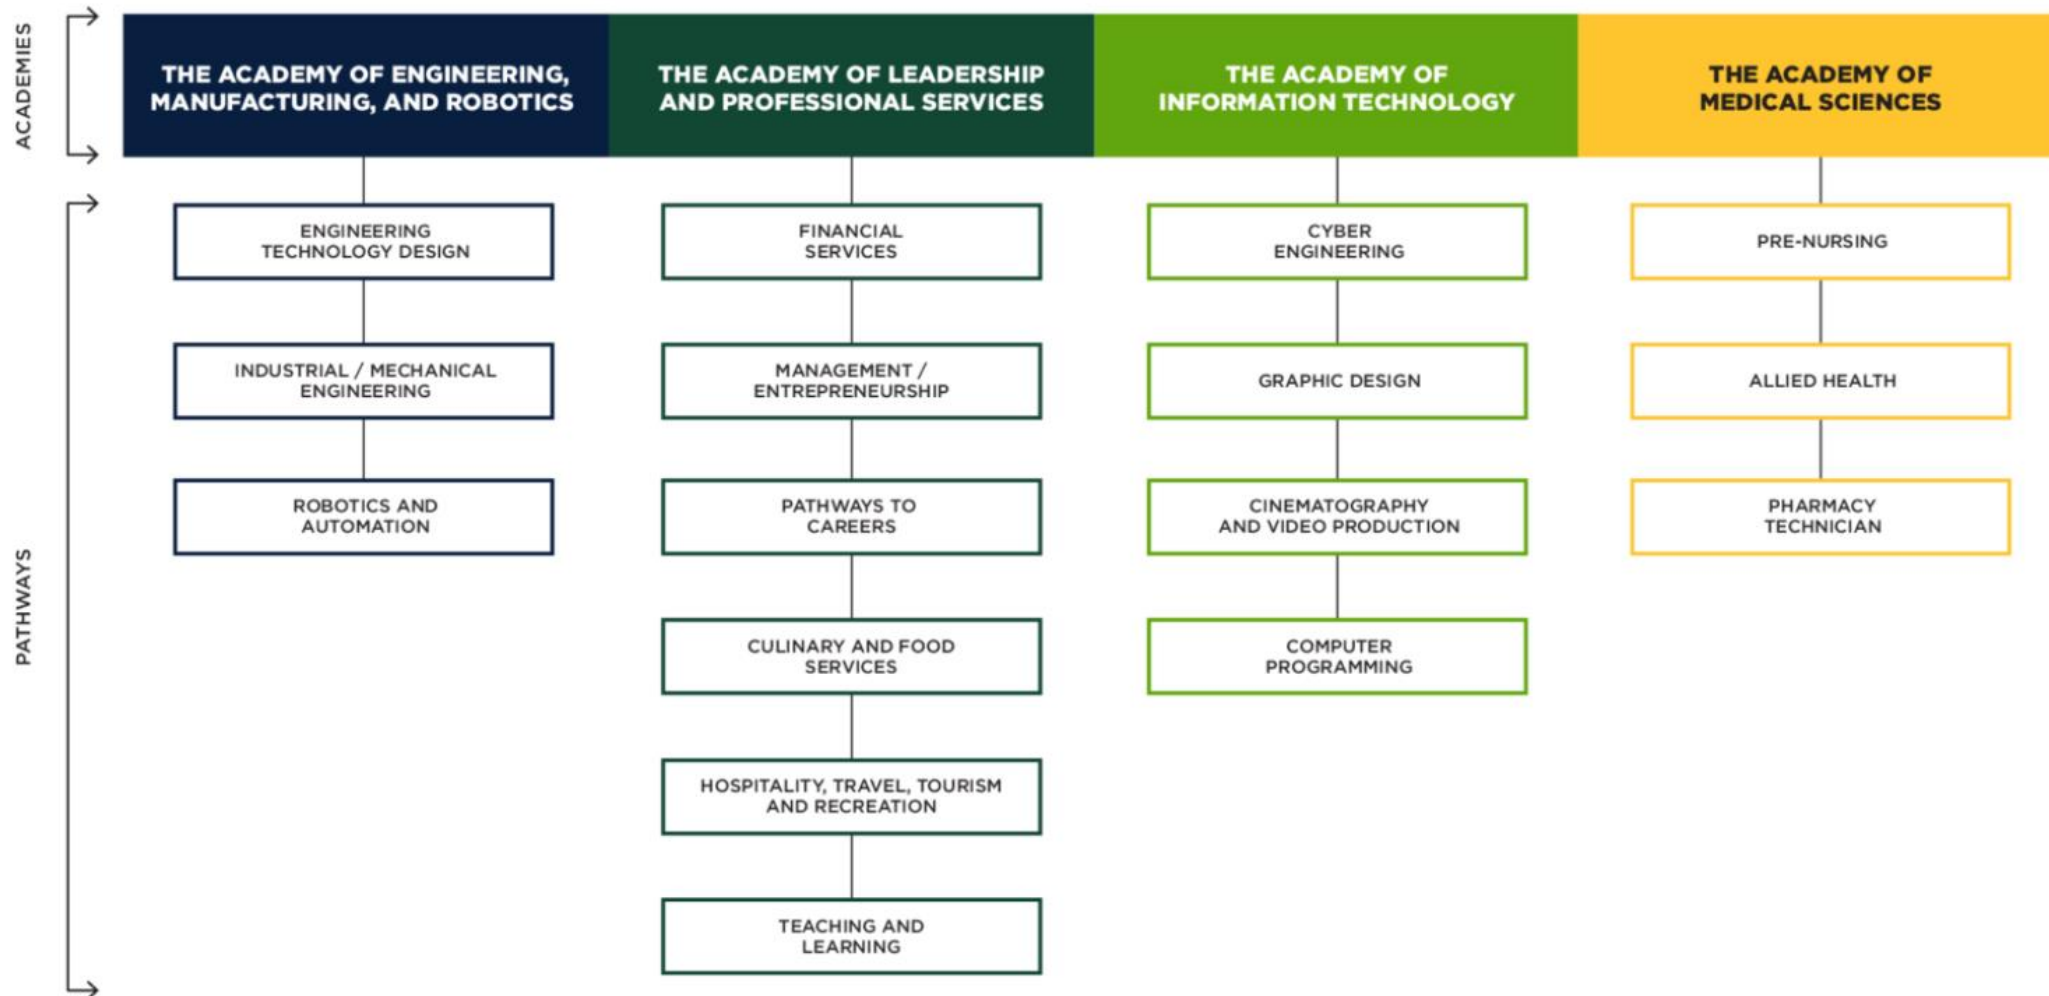 ACADEMIES
THE ACADEMY OF ENGINEERING,
MANUFACTURING, AND ROBOTICS
THE ACADEMY OF LEADERSHIP
AND PROFESSIONAL SERVICES
THE ACADEMY OF
INFORMATION TECHNOLOGY
THE ACADEMY OF
MEDICAL SCIENCES
PATHWAYS
ENGINEERING
TECHNOLOGY DESIGN
INDUSTRIAL / MECHANICAL
ENGINEERING
ROBOTICS AND
AUTOMATION
FINANCIAL
SERVICES
MANAGEMENT /
ENTREPRENEURSHIP
PATHWAYS TO
CAREERS
CULINARY AND FOOD
SERVICES
HOSPITALITY, TRAVEL, TOURISM
AND RECREATION
TEACHING AND
LEARNING
CYBER
ENGINEERING
GRAPHIC DESIGN
CINEMATOGRAPHY
AND VIDEO PRODUCTION
COMPUTER
PROGRAMMING
PRE-NURSING
ALLIED HEALTH
PHARMACY
TECHNICIAN